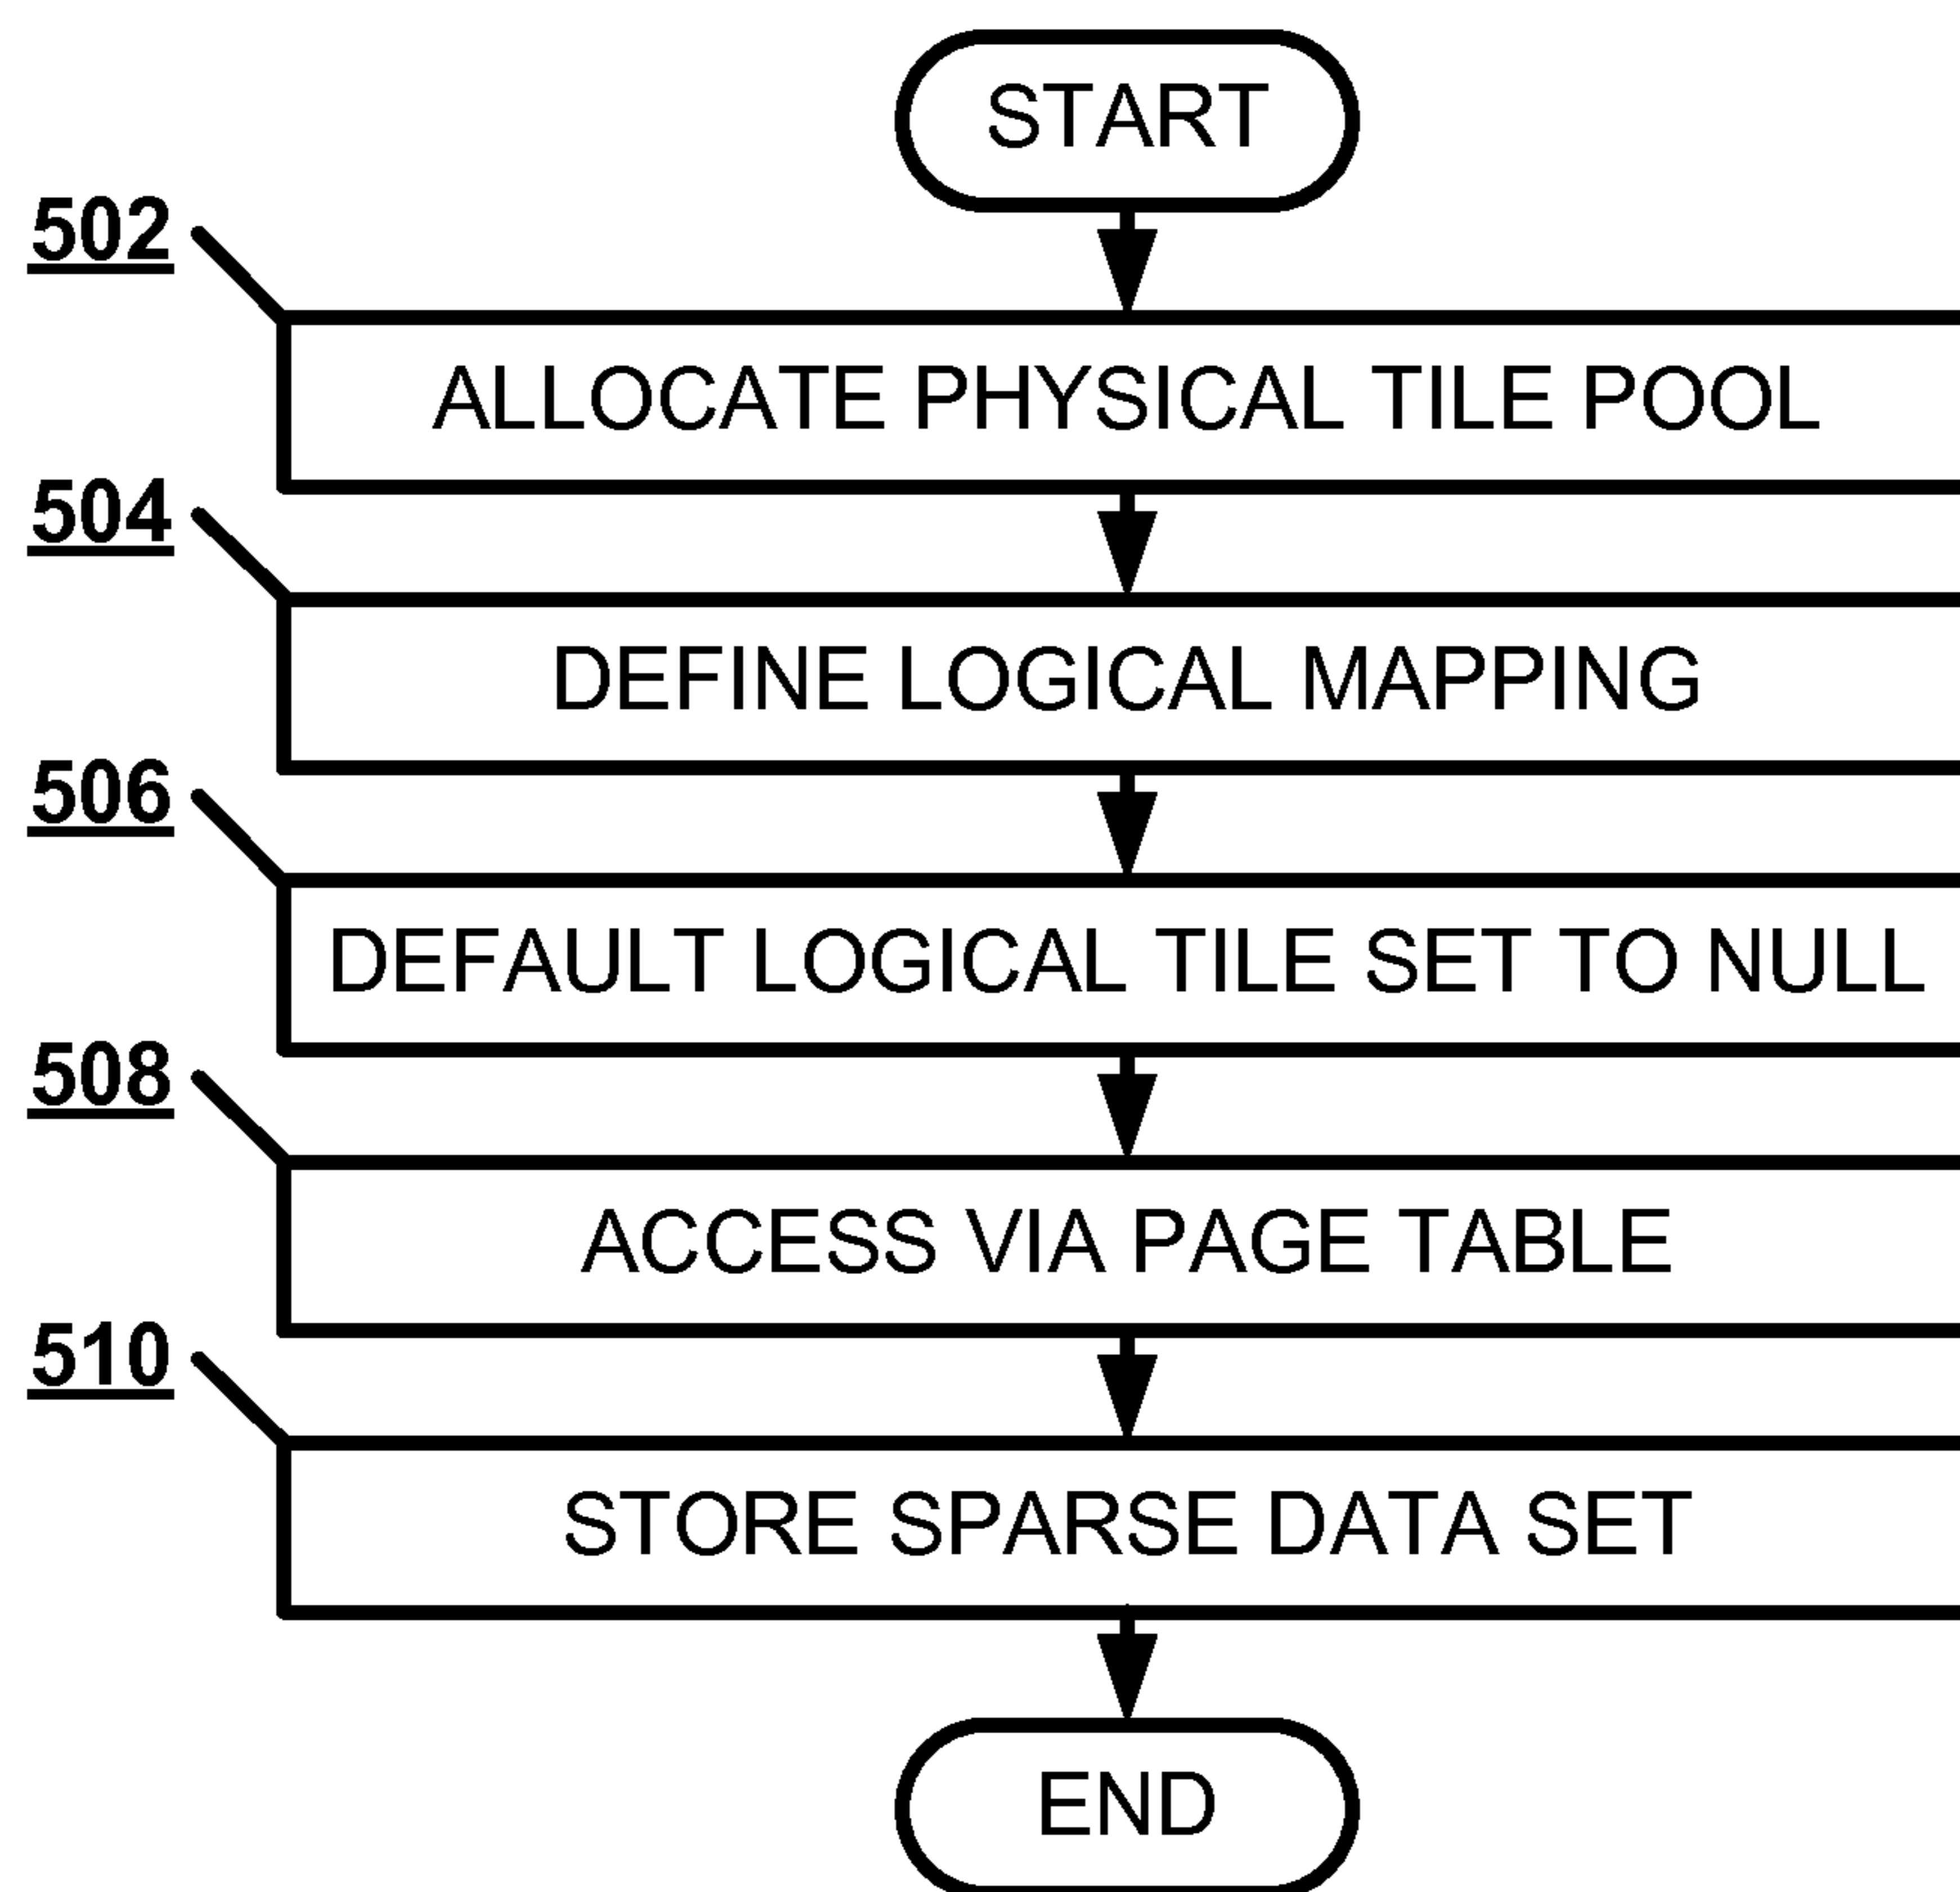 START
502
ALLOCATE PHYSICAL TILE POOL
504
DEFINE LOGICAL MAPPING
506
DEFAULT LOGICAL TILE SET TO NULL
508
ACCESS VIA PAGE TABLE
510
STORE SPARSE DATA SET
END